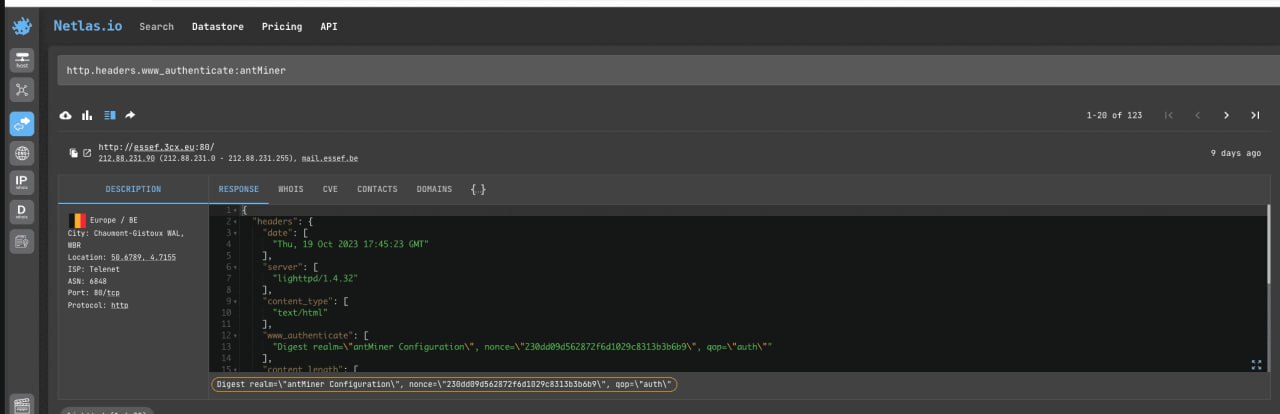 Netlas.io Search Datastore Pricing API
host
http.headers.www_authenticate:antMiner
1-20 of 123
http://essef.3cx.eu:80/
212.88.231.90 (212.88.231.0 - 212.88.231.255), mail.essef.be
9 days ago
DNS
IP
whois
D
whois
DESCRIPTION
Europe / BE
City: Chaumont-Gistoux WAL,
WBR
Location: 50.6789, 4.7155
ISP: Telenet
ASN: 6848
Port: 80/tcp
Protocol: http
RESPONSE WHOIS CVE CONTACTS DOMAINS {..}
1 {
2 "headers": {
3 "date": [
4 "Thu, 19 Oct 2023 17:45:23 GMT"
5 ],
6 "server": [
7 "lighttpd/1.4.32"
8 ],
9 "content_type": [
10 "text/html"
11 ],
12 "www_authenticate": [
13 "Digest realm=\"antMiner Configuration\", nonce=\"230dd09d562872f6d1029c8313b3b6b9\", qop=\"auth\""
14 ],
15 "content_length": [
Digest realm=\"antMiner Configuration\", nonce=\"230dd09d562872f6d1029c8313b3b6b9\", qop=\"auth\"